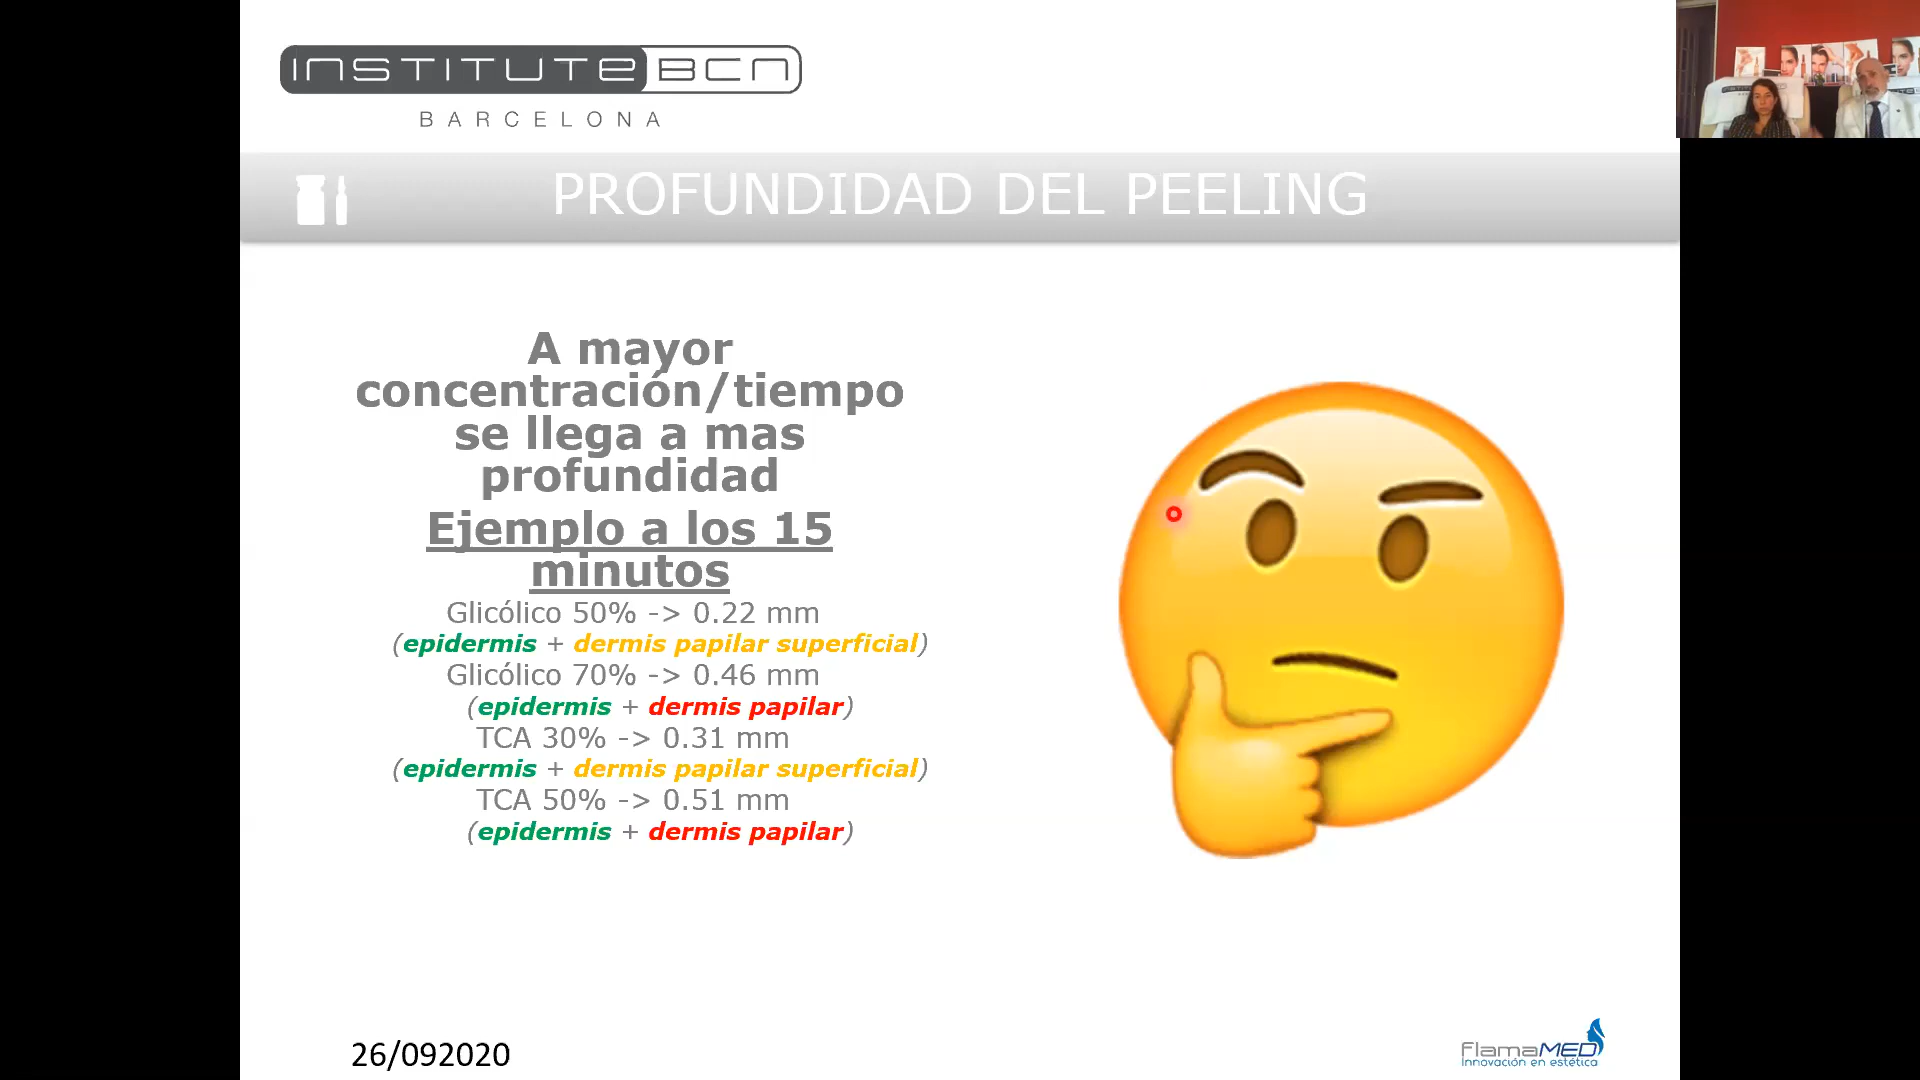 INSTITUTE BCN
BARCELONA
PROFUNDIDAD DEL PEELING
A mayor
concentración/tiempo
se llega a mas
profundidad
Ejemplo a los 15
minutos
Glicólico 50% -> 0.22 mm
(epidermis + dermis papilar superficial)
Glicólico 70% -> 0.46 mm
(epidermis + dermis papilar)
TCA 30% -> 0.31 mm
(epidermis + dermis papilar superficial)
TCA 50% -> 0.51 mm
(epidermis + dermis papilar)
26/092020
FlamaMED
Innovación en estética